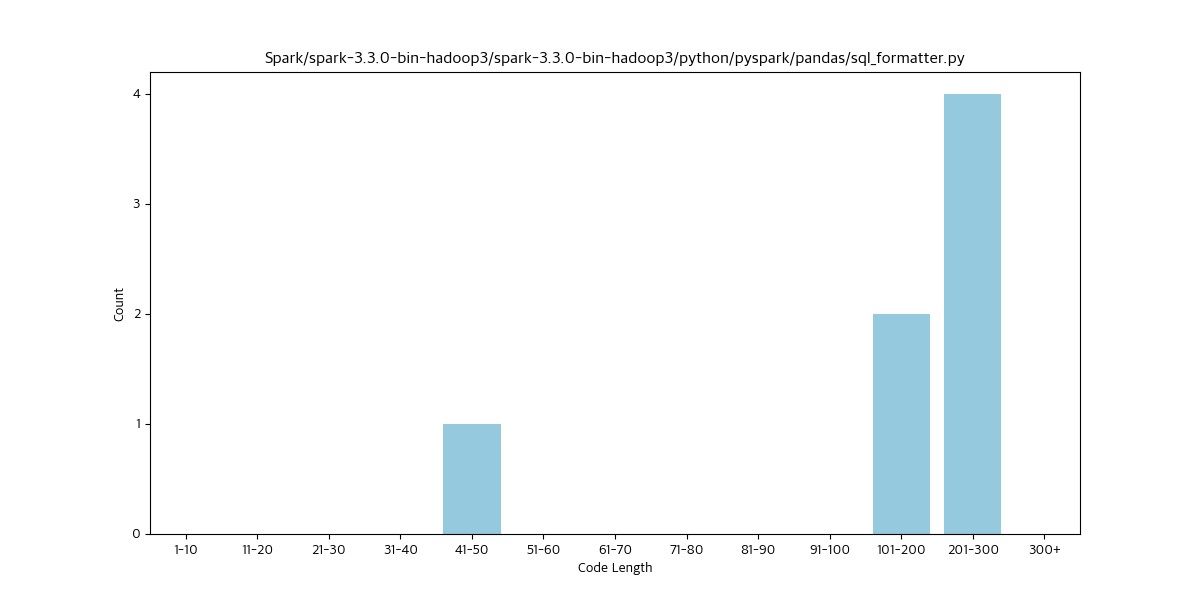 Spark/spark-3.3.0-bin-hadoop3/spark-3.3.0-bin-hadoop3/python/pyspark/pandas/sql_formatter.py
4
3
2
1
0
Count
1-10 11-20 21-30 31-40 41-50 51-60 61-70 71-80 81-90 91-100 101-200 201-300 300+
Code Length